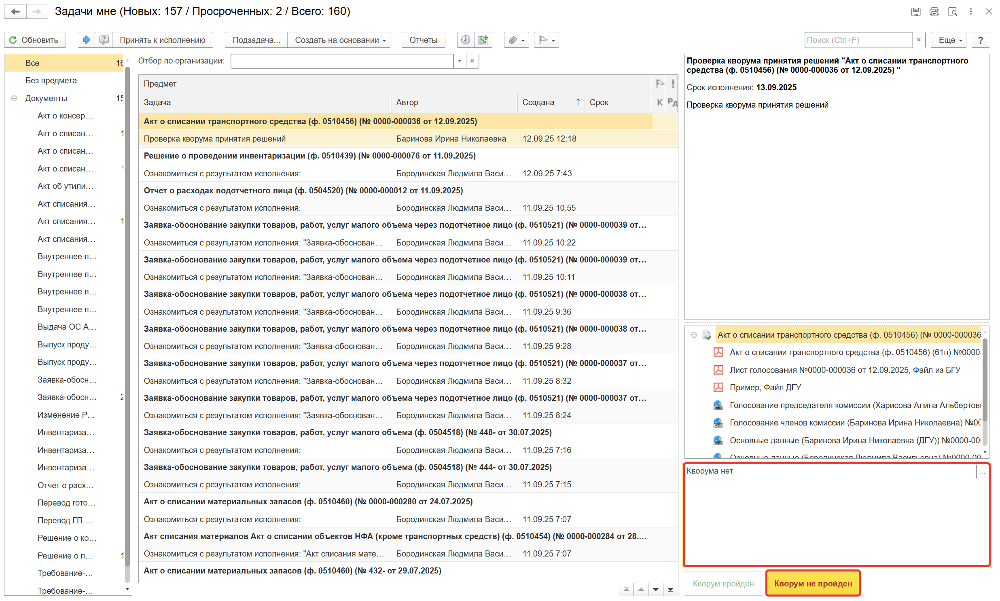 Задачи мне (Новых: 157 / Просроченных: 2 / Всего: 160)
Обновить
Принять к исполнению
Подзадача...
Создать на основании
Отчеты
Поиск (Ctrl+F)
×
Еще
?
Все 16
Без предмета
Документы 15
Акт о консер...
Акт о списан... 1
Акт о списан...
Акт о списан... 1
Акт об утили...
Акт списания...
Акт списания... 1
Акт списания...
Внутреннее п...
Внутреннее п...
Внутреннее п...
Внутреннее п...
Выдача ОС А...
Выпуск проду...
Выпуск проду...
Заявка-обосн...
Заявка-обосн... 2
Изменение Р...
Инвентариза...
Инвентариза...
Инвентариза...
Отчет о расх...
Перевод гото...
Перевод ГП ...
Решение о ко...
Решение о п... 1
Требование-...
Требование-...
Отбор по организации:
×
Предмет
Задача Автор Создана ↑ Срок К Рд
Акт о списании транспортного средства (ф. 0510456) (№ 0000-000036 от 12.09.2025)
Проверка кворума принятия решений Баринова Ирина Николаевна 12.09.25 12:18
Решение о проведении инвентаризации (ф. 0510439) (№ 0000-000076 от 11.09.2025)
Ознакомиться с результатом исполнения: Бородинская Людмила Васи... 12.09.25 7:43
Отчет о расходах подотчетного лица (ф. 0504520) (№ 0000-000012 от 11.09.2025)
Ознакомиться с результатом исполнения: Бородинская Людмила Васи... 11.09.25 10:55
Заявка-обоснование закупки товаров, работ, услуг малого объема через подотчетное лицо (ф. 0510521) (№ 0000-000039 от...
Ознакомиться с результатом исполнения: "Заявка-обоснован... Бородинская Людмила Васи... 11.09.25 10:22
Заявка-обоснование закупки товаров, работ, услуг малого объема через подотчетное лицо (ф. 0510521) (№ 0000-000039 от...
Ознакомиться с результатом исполнения: "Заявка-обоснован... Бородинская Людмила Васи... 11.09.25 10:11
Заявка-обоснование закупки товаров, работ, услуг малого объема через подотчетное лицо (ф. 0510521) (№ 0000-000038 от...
Ознакомиться с результатом исполнения: "Заявка-обоснован... Бородинская Людмила Васи... 11.09.25 9:36
Заявка-обоснование закупки товаров, работ, услуг малого объема через подотчетное лицо (ф. 0510521) (№ 0000-000038 от...
Ознакомиться с результатом исполнения: "Заявка-обоснован... Бородинская Людмила Васи... 11.09.25 9:28
Заявка-обоснование закупки товаров, работ, услуг малого объема через подотчетное лицо (ф. 0510521) (№ 0000-000037 от...
Ознакомиться с результатом исполнения: "Заявка-обоснован... Бородинская Людмила Васи... 11.09.25 8:32
Заявка-обоснование закупки товаров, работ, услуг малого объема через подотчетное лицо (ф. 0510521) (№ 0000-000037 от...
Ознакомиться с результатом исполнения: "Заявка-обоснован... Бородинская Людмила Васи... 11.09.25 8:24
Заявка-обоснование закупки товаров, работ, услуг малого объема (ф. 0504518) (№ 448- от 30.07.2025)
Ознакомиться с результатом исполнения: Бородинская Людмила Васи... 11.09.25 7:16
Заявка-обоснование закупки товаров, работ, услуг малого объема (ф. 0504518) (№ 444- от 30.07.2025)
Ознакомиться с результатом исполнения: Бородинская Людмила Васи... 11.09.25 7:15
Акт о списании материальных запасов (ф. 0510460) (№ 0000-000280 от 24.07.2025)
Ознакомиться с результатом исполнения: Бородинская Людмила Васи... 11.09.25 7:07
Акт списания материалов Акт о списании объектов НФА (кроме транспортных средств) (ф. 0510454) (№ 0000-000284 от 28....
Ознакомиться с результатом исполнения: "Акт списания мате... Бородинская Людмила Васи... 11.09.25 7:07
Акт о списании материальных запасов (ф. 0510460) (№ 432- от 29.07.2025)
Проверка кворума принятия решений "Акт о списании транспортного
средства (ф. 0510456) (№ 0000-000036 от 12.09.2025) "
Срок исполнения: 13.09.2025
Проверка кворума принятия решений
Акт о списании транспортного средства (ф. 0510456) (№ 0000-000036
Акт о списании транспортного средства (ф. 0510456) (61н) №0000-
Лист голосования №0000-000036 от 12.09.2025, Файл из БГУ
Пример, Файл ДГУ
Голосование председателя комиссии (Харисова Алина Альбертов
Голосование членов комиссии (Баринова Ирина Николаевна) №00
Основные данные (Баринова Ирина Николаевна (ДГУ)) №0000-00
Основные данные (Бородинская Людмила Васильевна) №0000-00
Кворума нет
...
Кворум пройден
Кворум не пройден